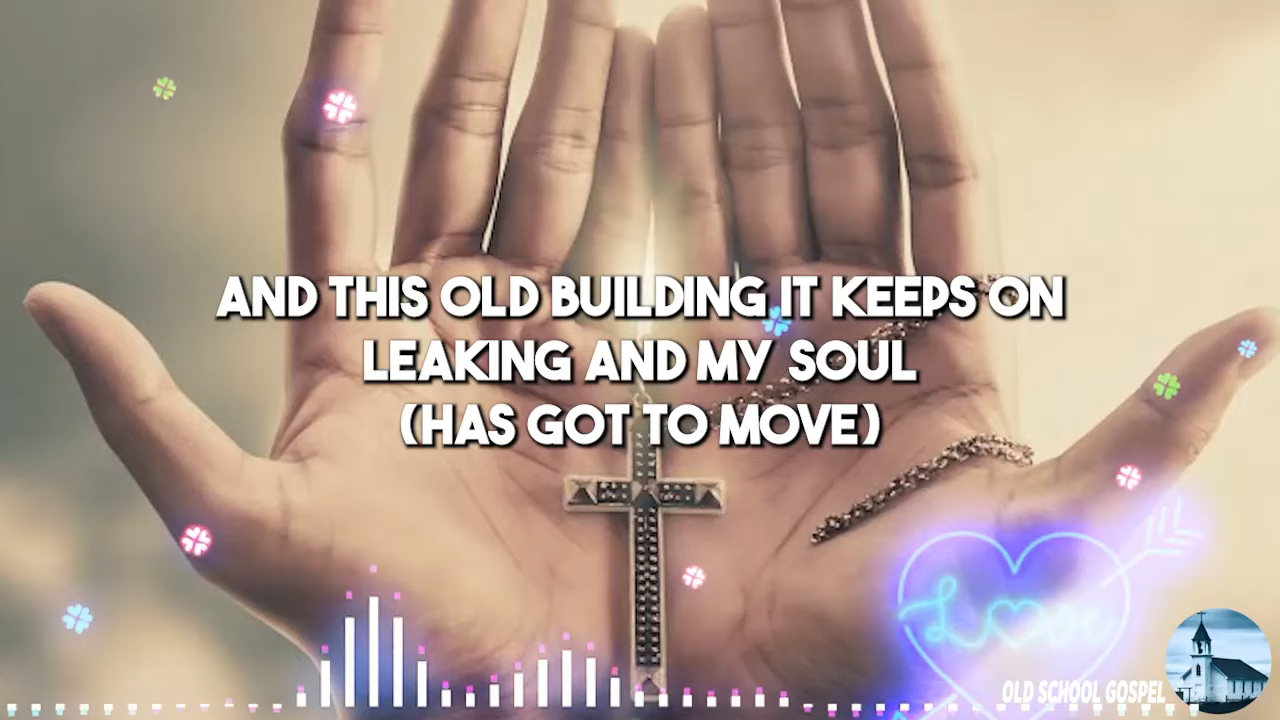 AND THIS OLD BUILDING IT KEEPS ON
LEAKING AND MY SOUL
(HAS GOT TO MOVE)
Love
OLD SCHOOL GOSPEL